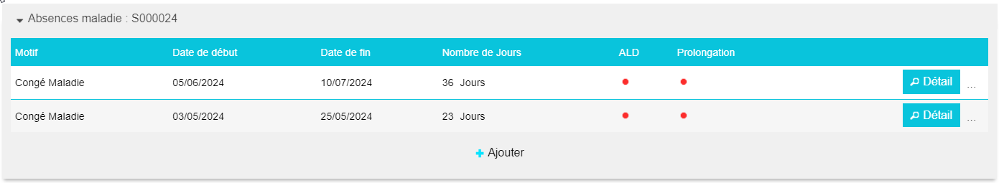 Absences maladie : S000024
Motif Date de début Date de fin Nombre de Jours ALD Prolongation
Congé Maladie 05/06/2024 10/07/2024 36 Jours Détail ...
Congé Maladie 03/05/2024 25/05/2024 23 Jours Détail ...
Ajouter